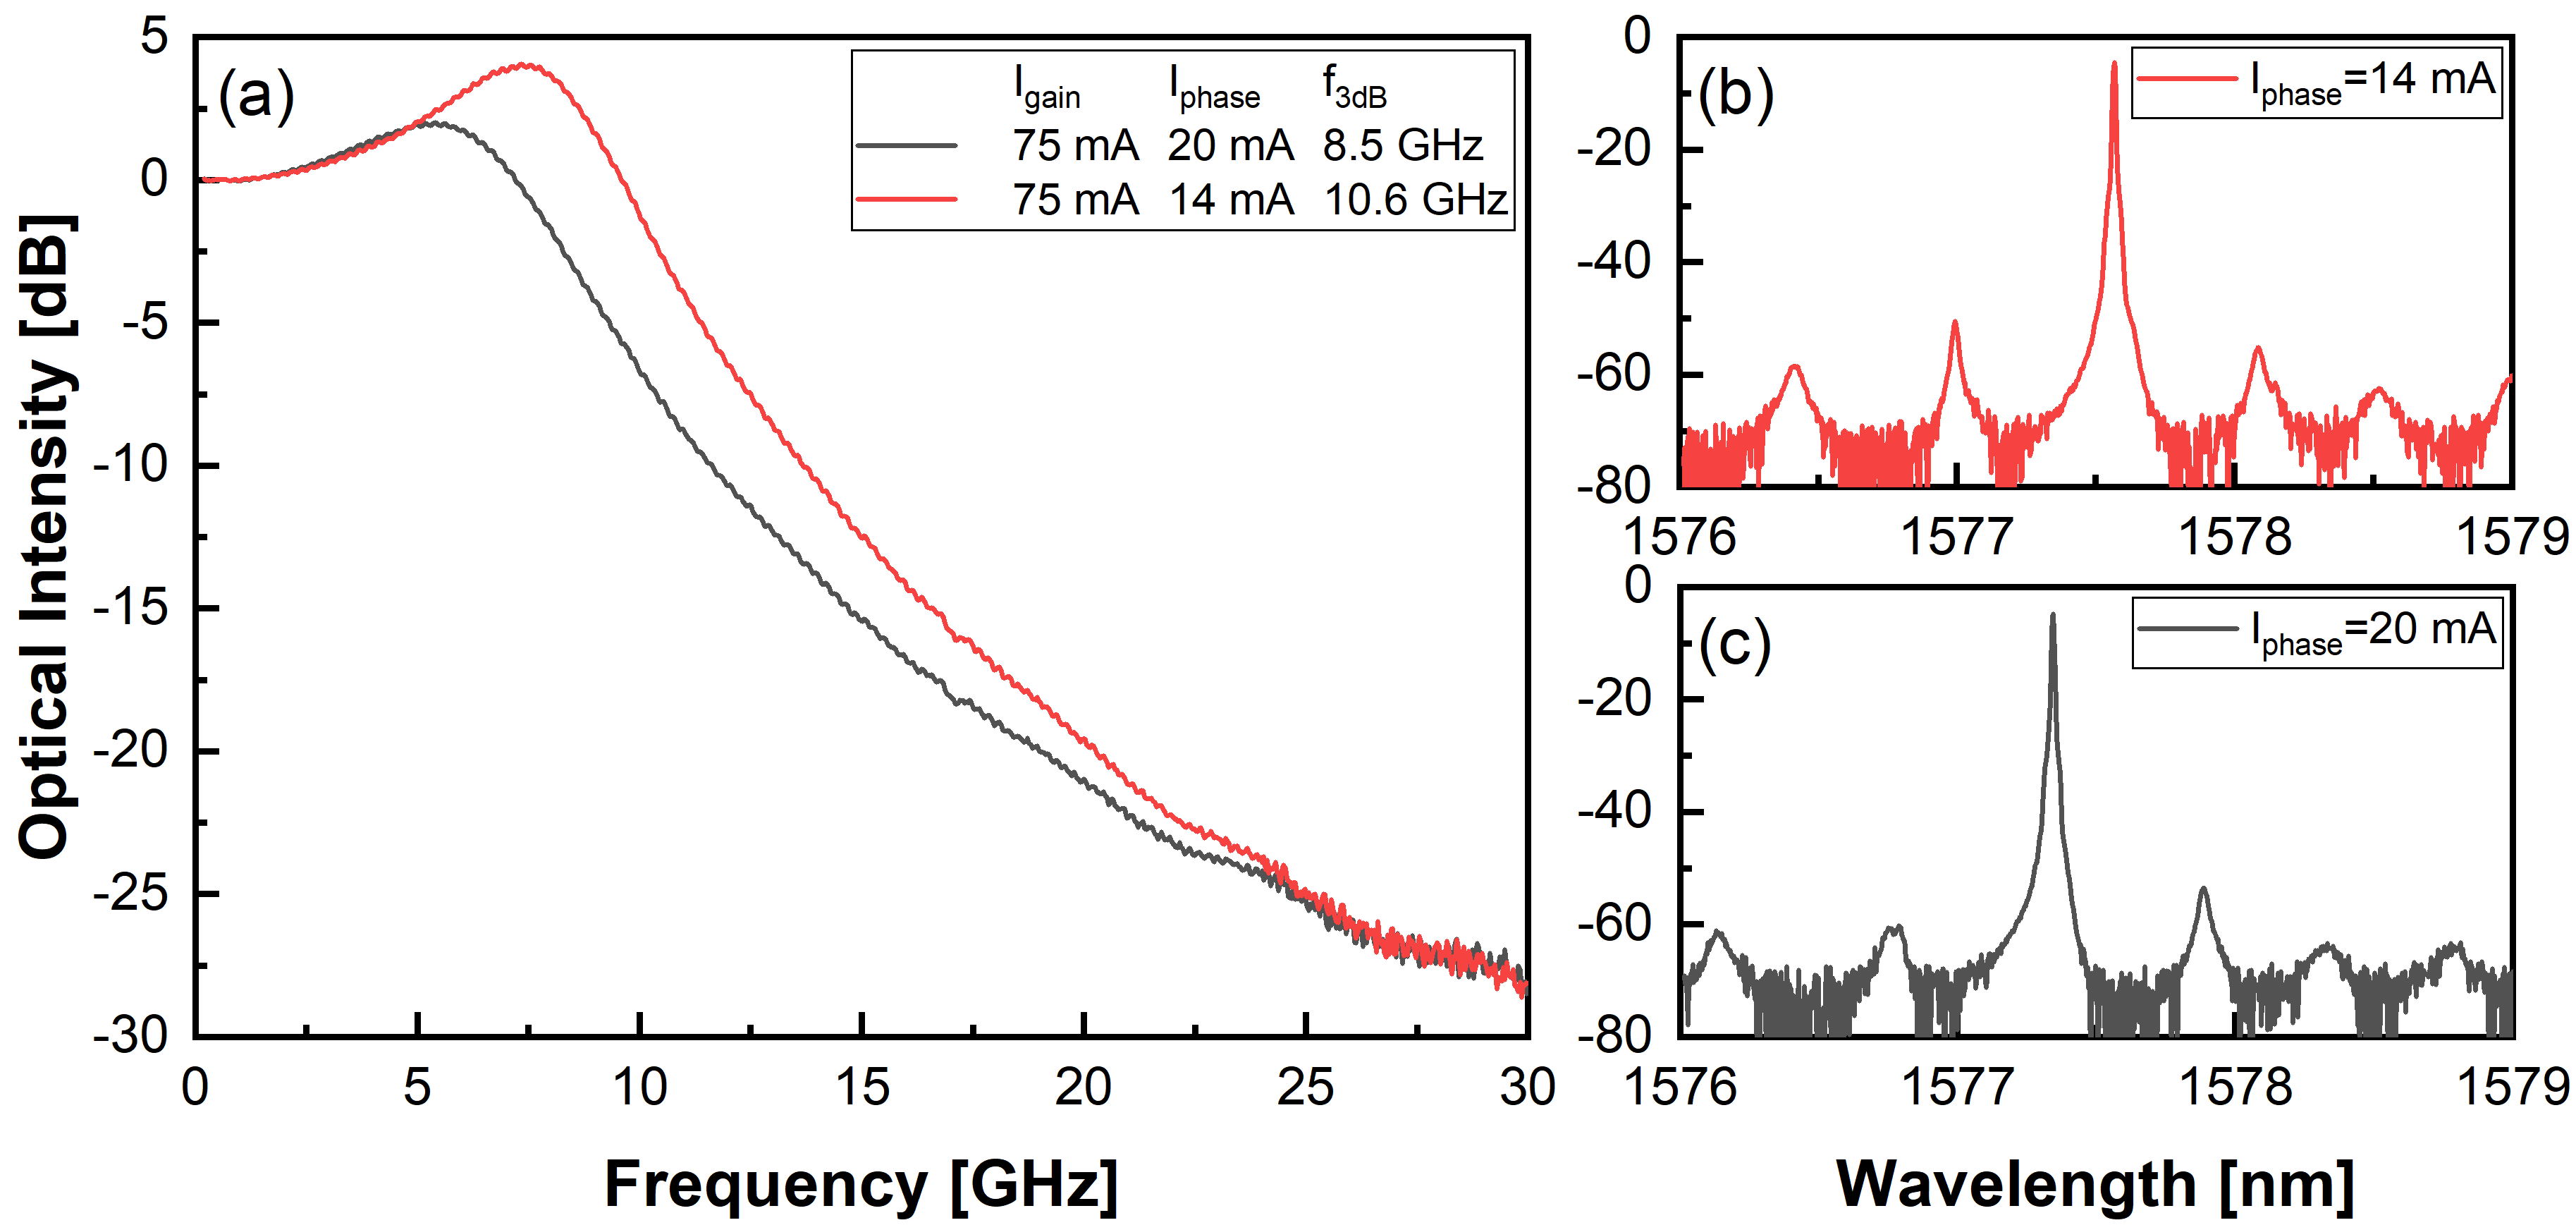 (a)
I_gain I_phase f_3dB
75 mA 20 mA 8.5 GHz
75 mA 14 mA 10.6 GHz
5
0
-5
-10
-15
-20
-25
-30
0 5 10 15 20 25 30
Optical Intensity [dB]
Frequency [GHz]
(b)
I_phase=14 mA
0
-20
-40
-60
-80
1576 1577 1578 1579
(c)
I_phase=20 mA
0
-20
-40
-60
-80
1576 1577 1578 1579
Wavelength [nm]